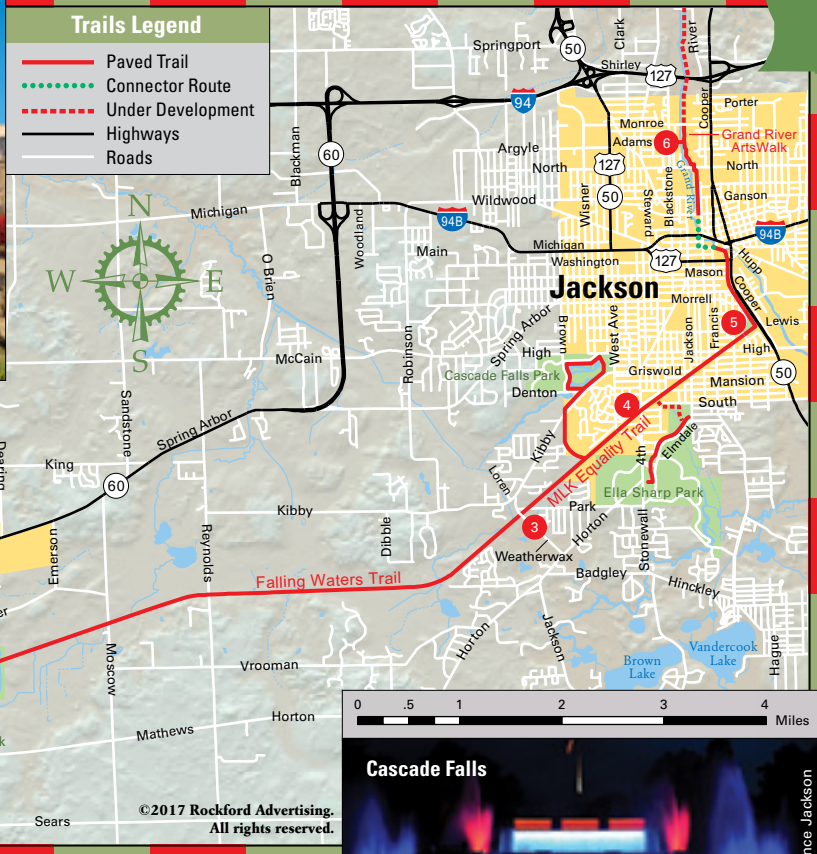 Trails Legend
Paved Trail
Connector Route
Under Development
Highways
Roads
Springport
50
Clark
River
Shirley
127
94
Cooper
Porter
Monroe
Adams
6
Grand River
ArtsWalk
Blackman
60
Argyle
North
127
50
Wisner
Steward
Blackstone
Grand River
North
Ganson
Wildwood
N
W
E
S
Michigan
Woodland
94B
94B
Main
Michigan
Washington
127
Mason
Hupp
Cooper
O Brien
Jackson
Morrell
5
Lewis
Spring Arbor
Brown
West Ave
Jackson
Francis
High
High
McCain
Robinson
Cascade Falls Park
Griswold
Mansion
50
Denton
South
4
Sandstone
Spring Arbor
Kibby
MLK Equality Trail
4th
Elmdale
King
60
Loren
Ella Sharp Park
Kibby
Park
Horton
Stonewall
3
Dibble
Weatherwax
Emerson
Reynolds
Badgley
Falling Waters Trail
Hinckley
Horton
Jackson
Moscow
Vrooman
Brown
Lake
Vandercook
Lake
Hague
Horton
Mathews
0 .5 1 2 3 4
Miles
Cascade Falls
©2017 Rockford Advertising.
All rights reserved.
Sears
nce Jackson